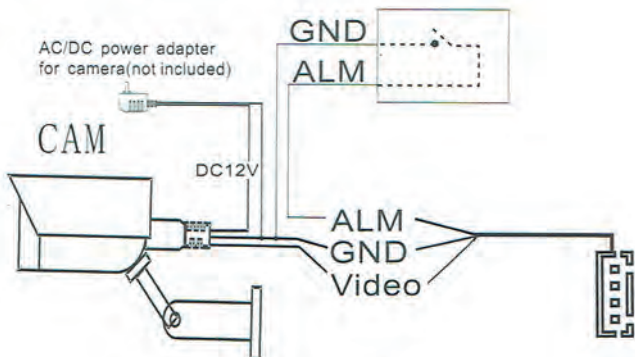 GND
ALM
AC/DC power adapter
for camera(not included)
CAM
DC12V
ALM
GND
Video